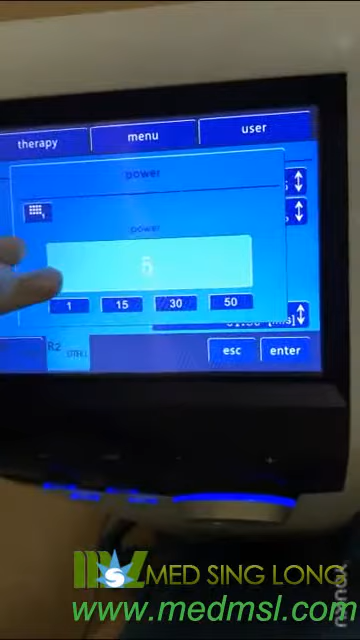 therapy menu user
power
power
5
1 15 30 50
R2
esc enter
MSL MED SING LONG
www.medmsl.com